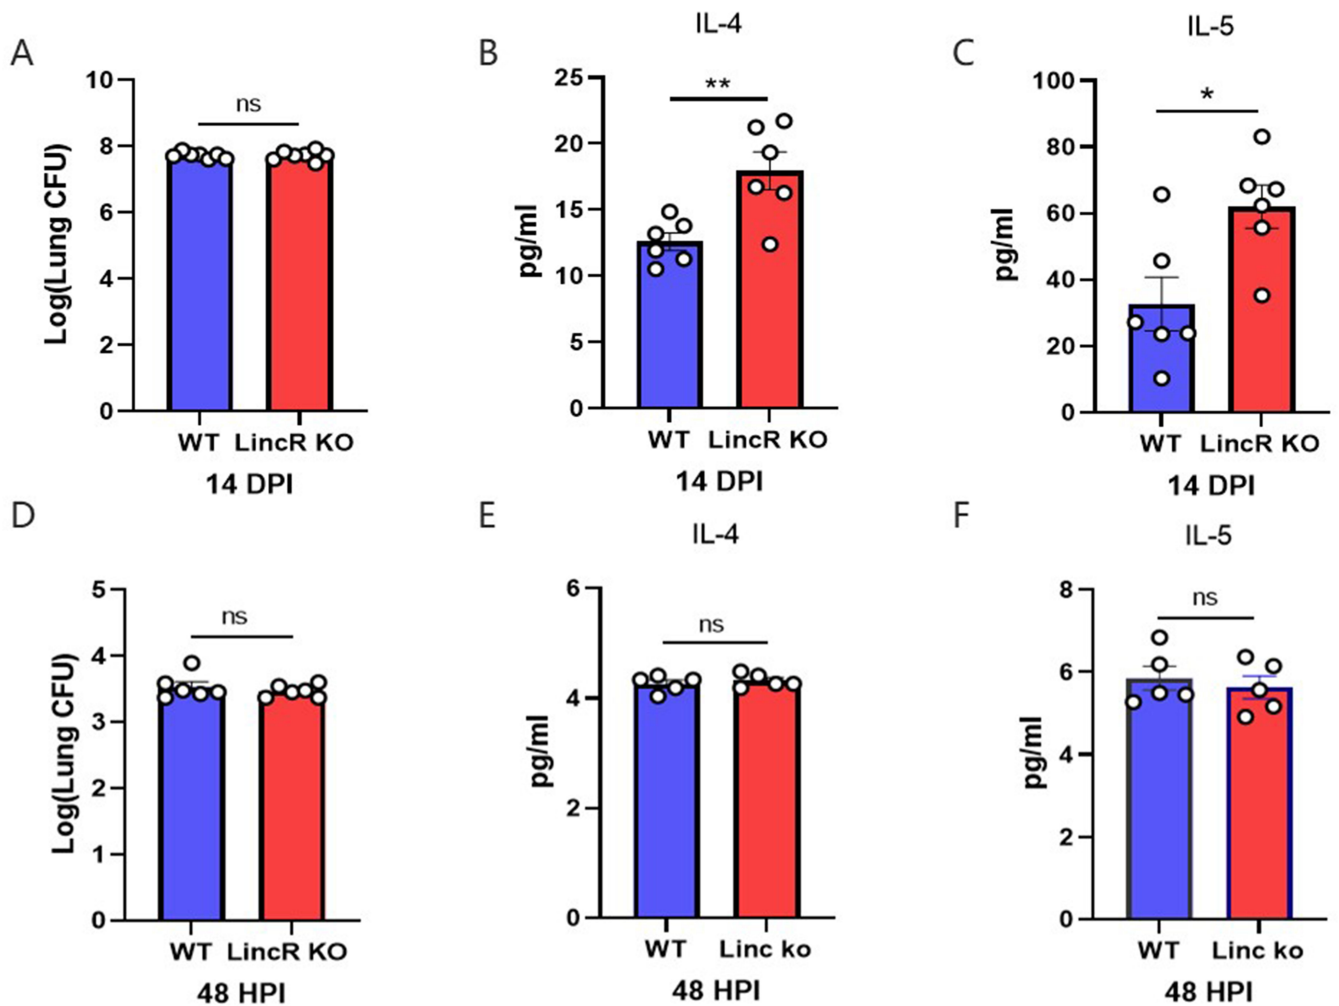 A
ns
Log(Lung CFU)
10
8
6
4
2
0
WT LincR KO
14 DPI
B
IL-4
**
pg/ml
25
20
15
10
5
0
WT LincR KO
14 DPI
C
IL-5
*
pg/ml
100
80
60
40
20
0
WT LincR KO
14 DPI
D
ns
Log(Lung CFU)
5
4
3
2
1
0
WT LincR KO
48 HPI
E
IL-4
ns
pg/ml
6
4
2
0
WT Linc ko
48 HPI
F
IL-5
ns
pg/ml
8
6
4
2
0
WT Linc ko
48 HPI